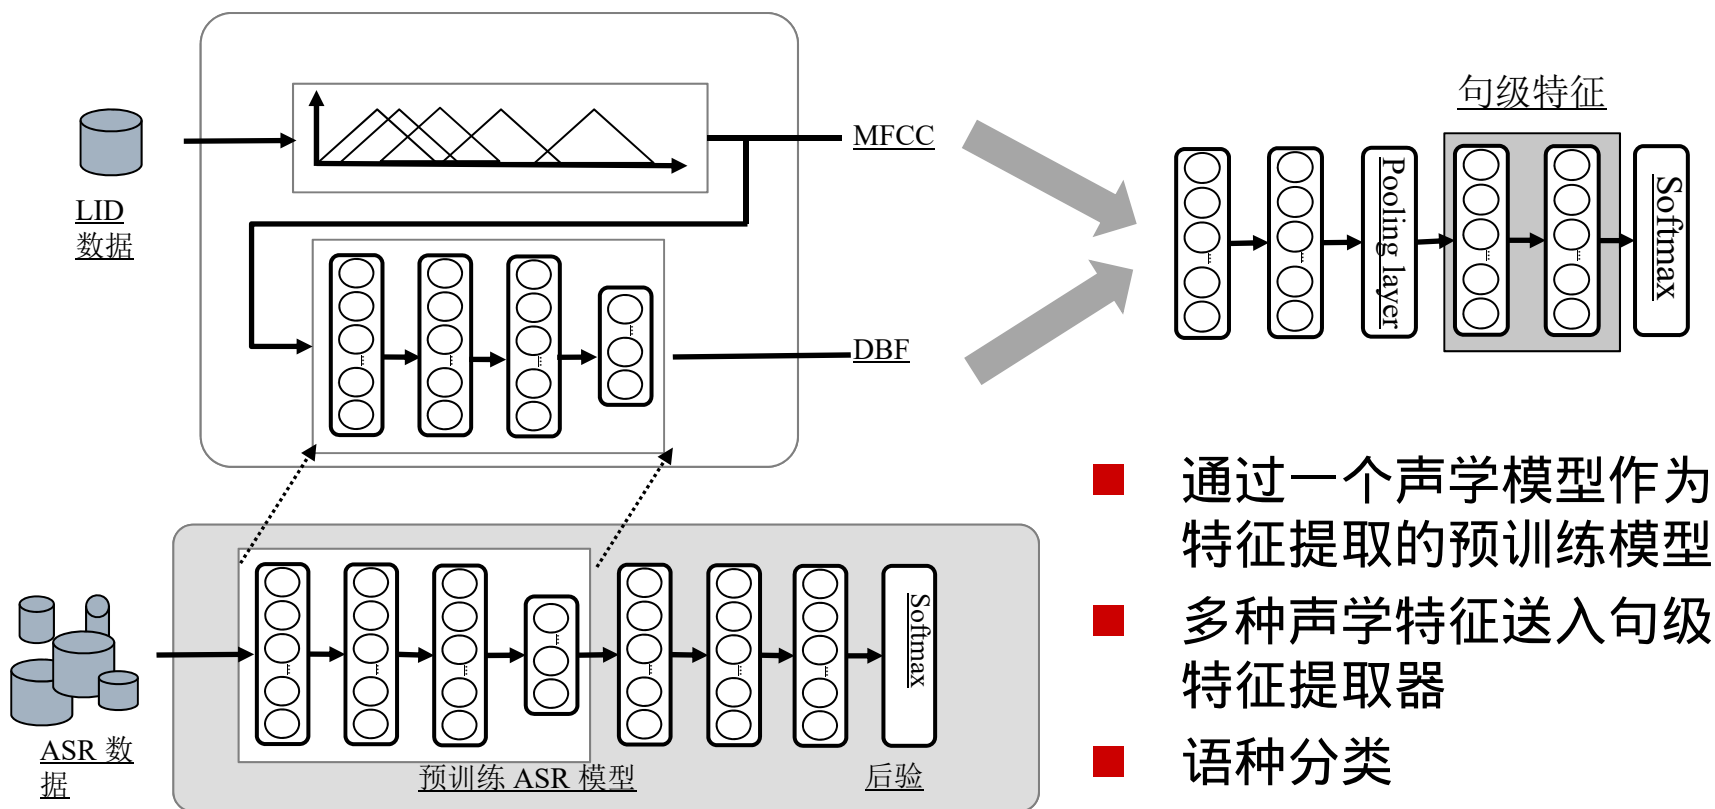 句级特征
MFCC
LID
数据
Pooling layer
Softmax
DBF
通过一个声学模型作为
特征提取的预训练模型
多种声学特征送入句级
特征提取器
语种分类
Softmax
ASR 数
据
预训练 ASR 模型
后验